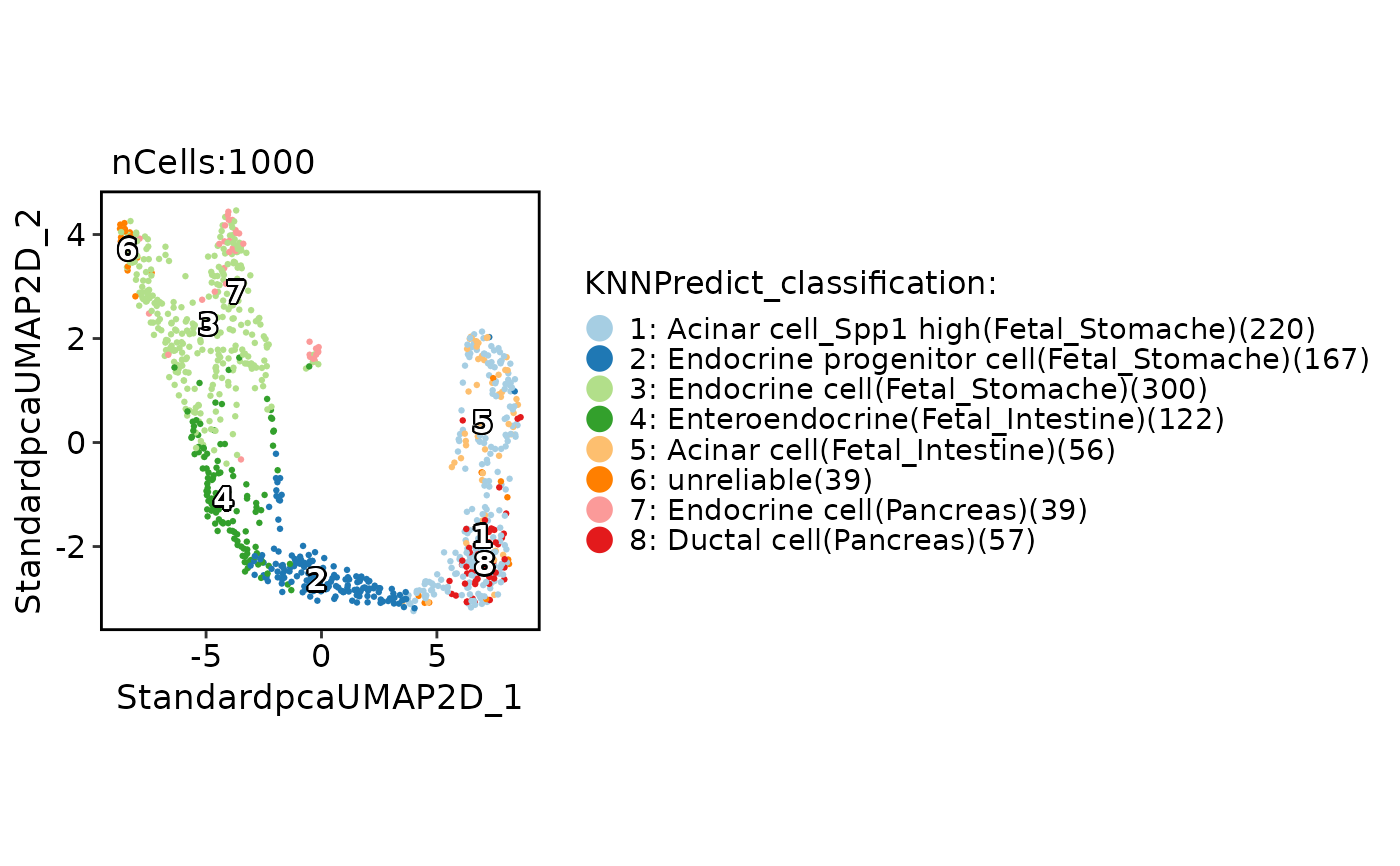 nCells:1000
StandardpcaUMAP2D_2
4
2
0
-2
6
7
3
5
4
1
8
2
-5 0 5
StandardpcaUMAP2D_1
KNNPredict_classification:
1: Acinar cell_Spp1 high(Fetal_Stomache)(220)
2: Endocrine progenitor cell(Fetal_Stomache)(167)
3: Endocrine cell(Fetal_Stomache)(300)
4: Enteroendocrine(Fetal_Intestine)(122)
5: Acinar cell(Fetal_Intestine)(56)
6: unreliable(39)
7: Endocrine cell(Pancreas)(39)
8: Ductal cell(Pancreas)(57)